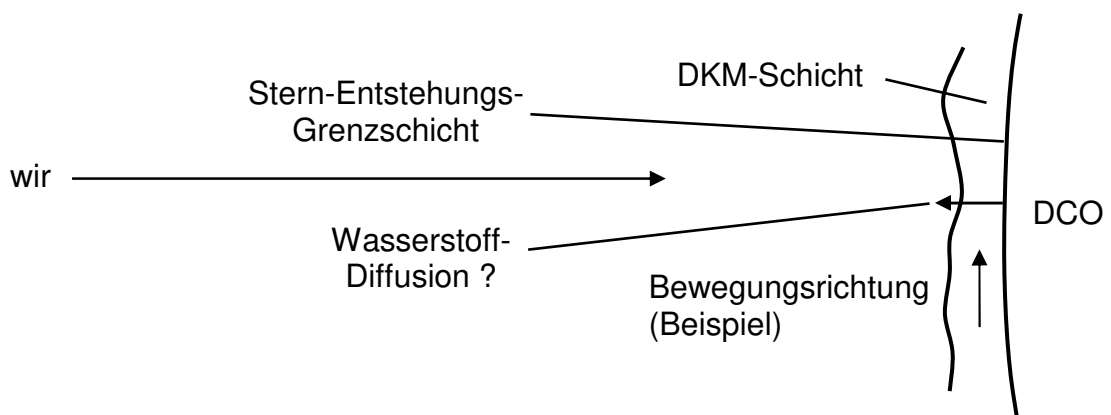 DKM-Schicht
Stern-Entstehungs-
Grenzschicht
wir
DCO
Wasserstoff-
Diffusion ?
Bewegungsrichtung
(Beispiel)